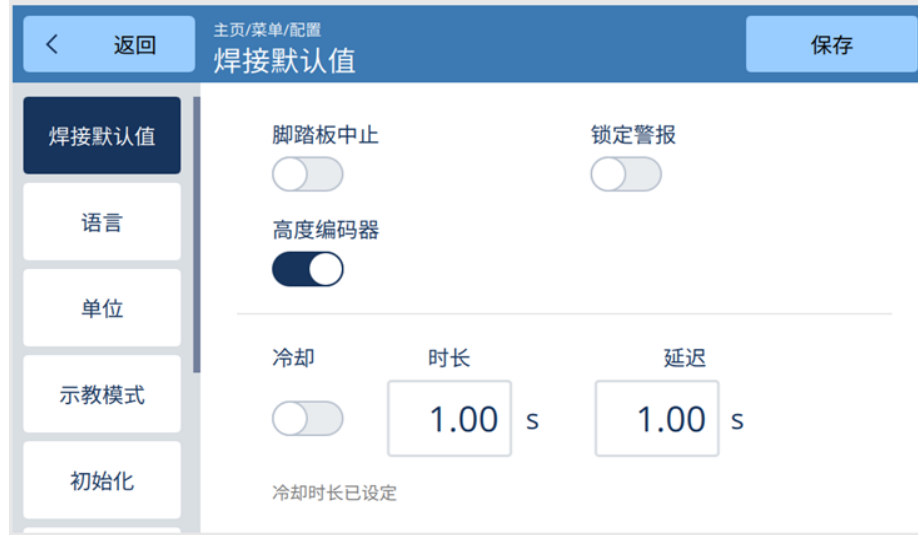 返回
主页/菜单/配置
焊接默认值
保存
焊接默认值
语言
单位
示教模式
初始化
脚踏板中止
锁定警报
高度编码器
冷却 时长 延迟
1.00 s 1.00 s
冷却时长已设定